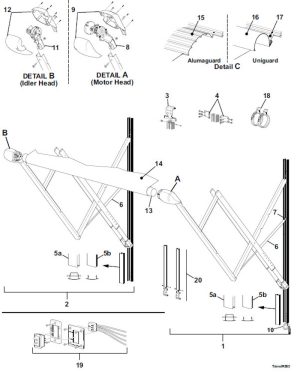 12
9
11
8
DETAIL B
(Idler Head)
DETAIL A
(Motor Head)
15
16
17
Alumaguard
Uniguard
Detail C
3
4
18
B
14
A
6
13
7
6
5a
5b
20
5a
5b
2
10
1
19